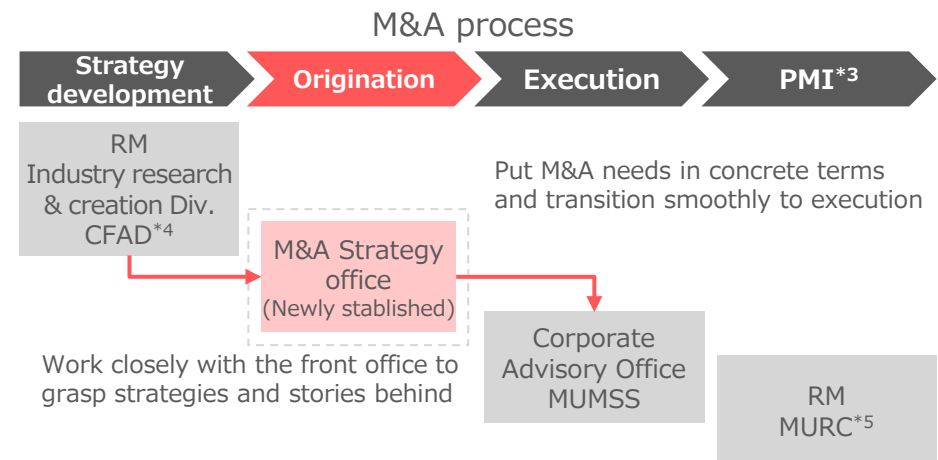 M&A process
Strategy
development
Origination
Execution
PMI*3
RM
Industry research
& creation Div.
CFAD*4
Put M&A needs in concrete terms
and transition smoothly to execution
M&A Strategy
office
(Newly stablished)
Work closely with the front office to
grasp strategies and stories behind
Corporate
Advisory Office
MUMSS
RM
MURC*5